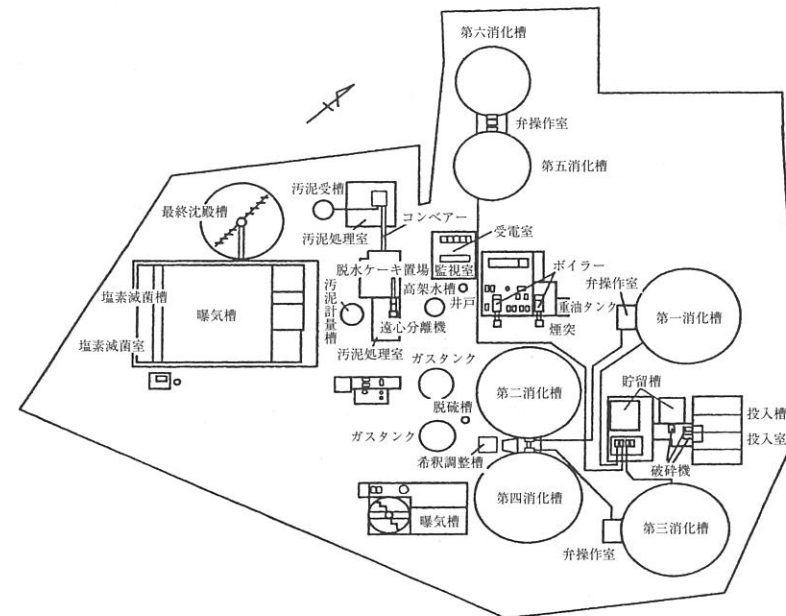 第六消化槽
弁操作室
第五消化槽
汚泥受槽
コンベアー
最終沈殿槽
汚泥処理室
受電室
脱水ケーキ置場
監視室
ボイラー
高架水槽
井戸
弁操作室
重油タンク
塩素滅菌槽
曝気槽
汚泥計量槽
遠心分離機
煙突
第一消化槽
塩素滅菌室
汚泥処理室
ガスタンク
貯留槽
第二消化槽
脱硫槽
投入槽
ガスタンク
投入室
希釈調整槽
破砕機
第四消化槽
曝気槽
第三消化槽
弁操作室